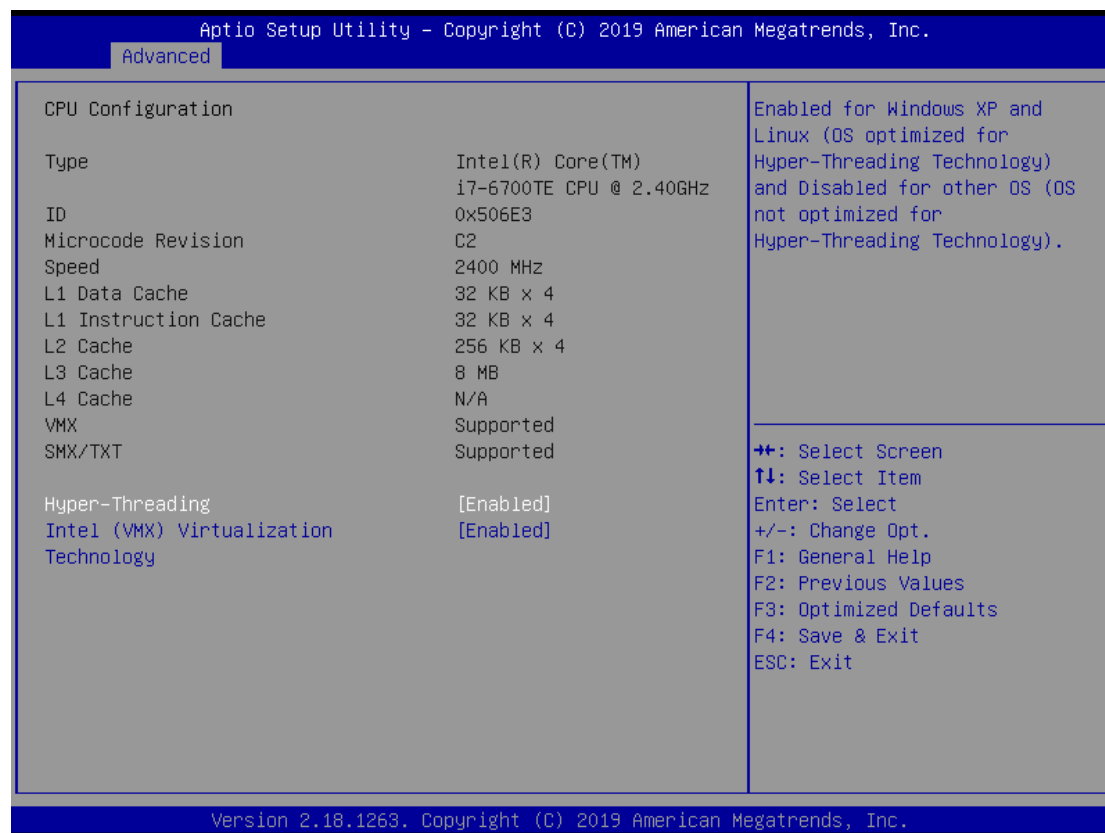 Aptio Setup Utility – Copyright (C) 2019 American Megatrends, Inc.
Advanced
CPU Configuration
Type Intel(R) Core(TM)
i7-6700TE CPU @ 2.40GHz
ID 0x506E3
Microcode Revision C2
Speed 2400 MHz
L1 Data Cache 32 KB x 4
L1 Instruction Cache 32 KB x 4
L2 Cache 256 KB x 4
L3 Cache 8 MB
L4 Cache N/A
VMX Supported
SMX/TXT Supported
Hyper-Threading [Enabled]
Intel (VMX) Virtualization [Enabled]
Technology
Enabled for Windows XP and
Linux (OS optimized for
Hyper-Threading Technology)
and Disabled for other OS (OS
not optimized for
Hyper-Threading Technology).
→←: Select Screen
↑↓: Select Item
Enter: Select
+/-: Change Opt.
F1: General Help
F2: Previous Values
F3: Optimized Defaults
F4: Save & Exit
ESC: Exit
Version 2.18.1263. Copyright (C) 2019 American Megatrends, Inc.